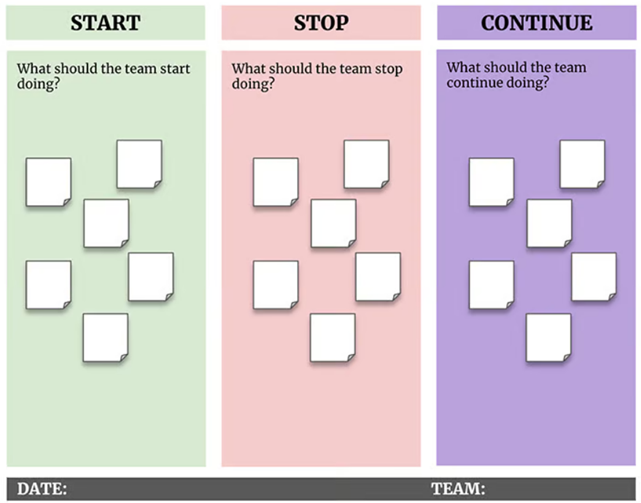 START
STOP
CONTINUE
What should the team start
doing?
What should the team stop
doing?
What should the team
continue doing?
DATE:
TEAM: